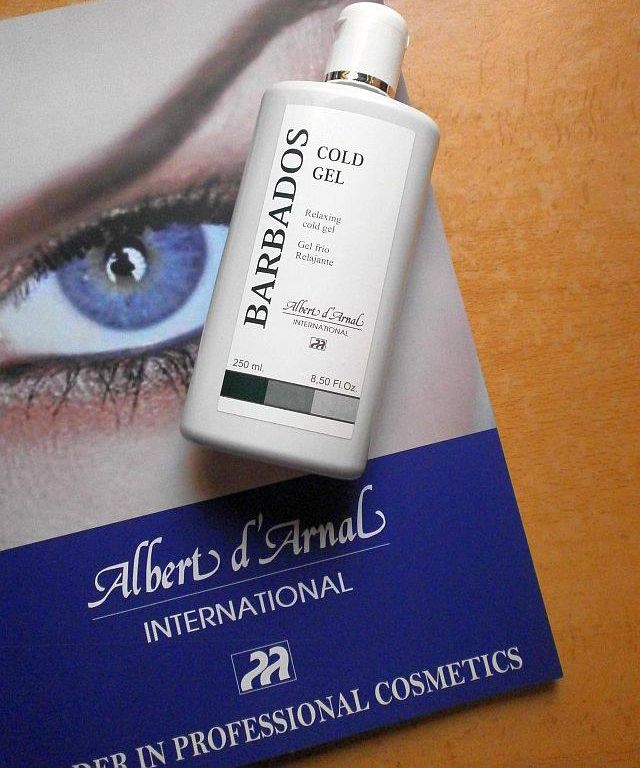 BARBADOS
COLD
GEL
Relaxing
cold gel
Gel frío
Relajante
Albert d'Arnal
INTERNATIONAL
250 ml.
8,50 Fl.Oz.
Albert d'Arnal
INTERNATIONAL
IN PROFESSIONAL COSMETICS